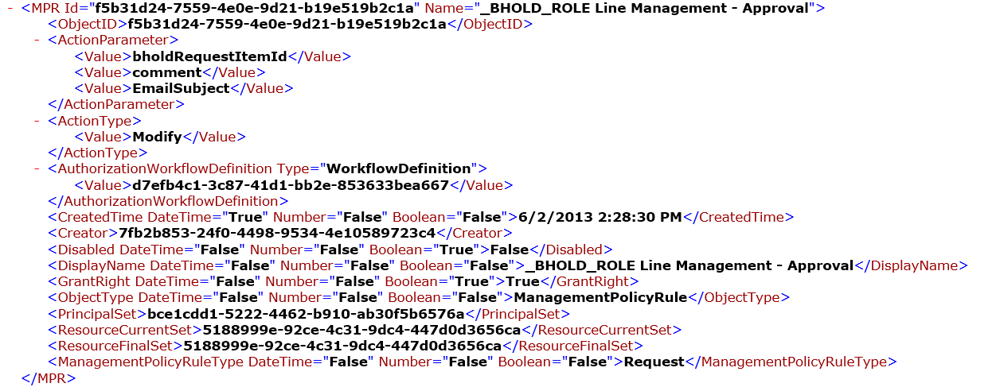 - <MPR Id="f5b31d24-7559-4e0e-9d21-b19e519b2c1a" Name="_BHOLD_ROLE Line Management - Approval">
<ObjectID>f5b31d24-7559-4e0e-9d21-b19e519b2c1a</ObjectID>
- <ActionParameter>
<Value>bholdRequestItemId</Value>
<Value>comment</Value>
<Value>EmailSubject</Value>
</ActionParameter>
- <ActionType>
<Value>Modify</Value>
</ActionType>
- <AuthorizationWorkflowDefinition Type="WorkflowDefinition">
<Value>d7efb4c1-3c87-41d1-bb2e-853633bea667</Value>
</AuthorizationWorkflowDefinition>
<CreatedTime DateTime="True" Number="False" Boolean="False">6/2/2013 2:28:30 PM</CreatedTime>
<Creator>7fb2b853-24f0-4498-9534-4e10589723c4</Creator>
<Disabled DateTime="False" Number="False" Boolean="True">False</Disabled>
<DisplayName DateTime="False" Number="False" Boolean="False">_BHOLD_ROLE Line Management - Approval</DisplayName>
<GrantRight DateTime="False" Number="False" Boolean="True">True</GrantRight>
<ObjectType DateTime="False" Number="False" Boolean="False">ManagementPolicyRule</ObjectType>
<PrincipalSet>bce1cdd1-5222-4462-b910-ab30f5b6576a</PrincipalSet>
<ResourceCurrentSet>5188999e-92ce-4c31-9dc4-447d0d3656ca</ResourceCurrentSet>
<ResourceFinalSet>5188999e-92ce-4c31-9dc4-447d0d3656ca</ResourceFinalSet>
<ManagementPolicyRuleType DateTime="False" Number="False" Boolean="False">Request</ManagementPolicyRuleType>
</MPR>